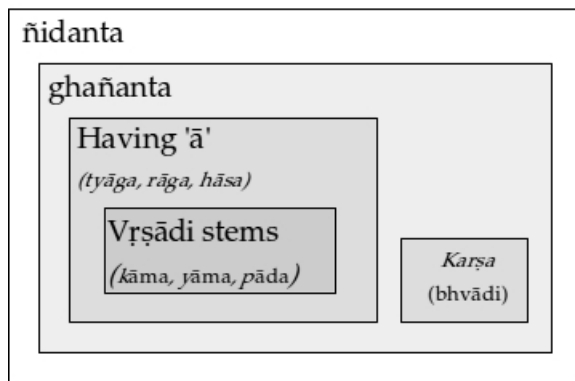 ñidanta
ghañanta
Having 'ā'
(tyāga, rāga, hāsa)
Vṛṣādi stems
(kāma, yāma, pāda)
Karṣa
(bhvādi)